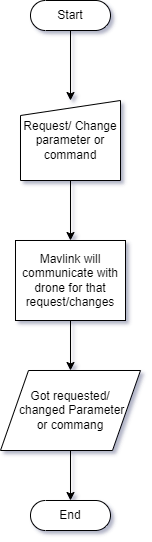 Start
Request/ Change
parameter or
command
Mavlink will
communicate with
drone for that
request/changes
Got requested/
changed Parameter
or commang
End